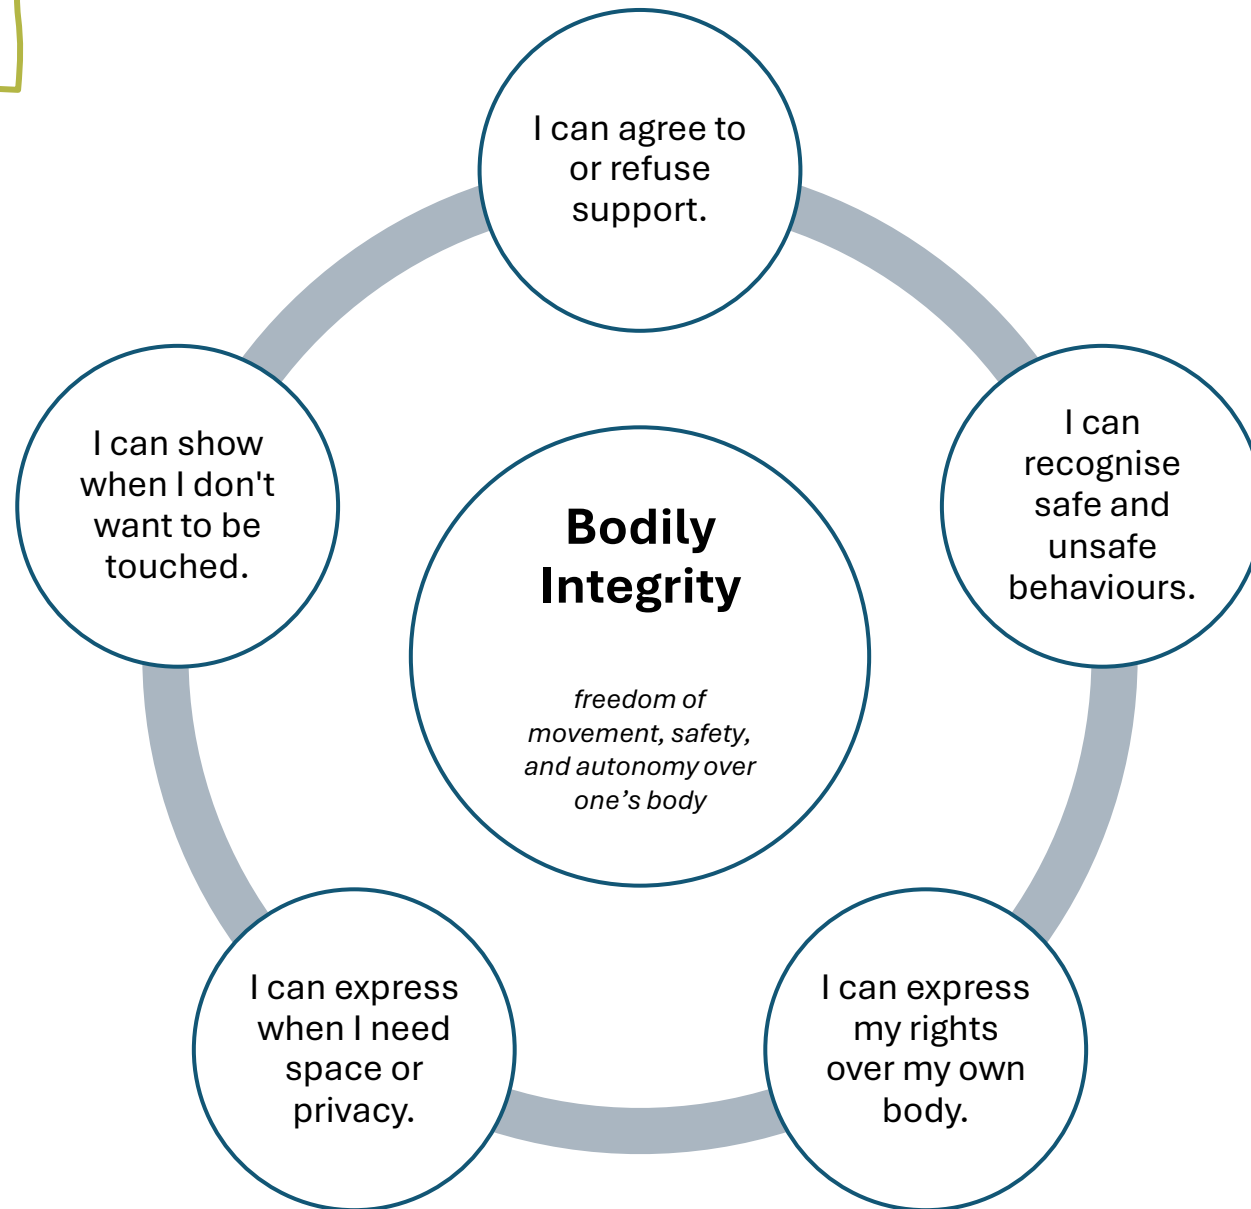 I can agree to
or refuse
support.
I can
recognise
safe and
unsafe
behaviours.
I can express
my rights
over my own
body.
I can express
when I need
space or
privacy.
I can show
when I don't
want to be
touched.
Bodily
Integrity
freedom of
movement, safety,
and autonomy over
one’s body